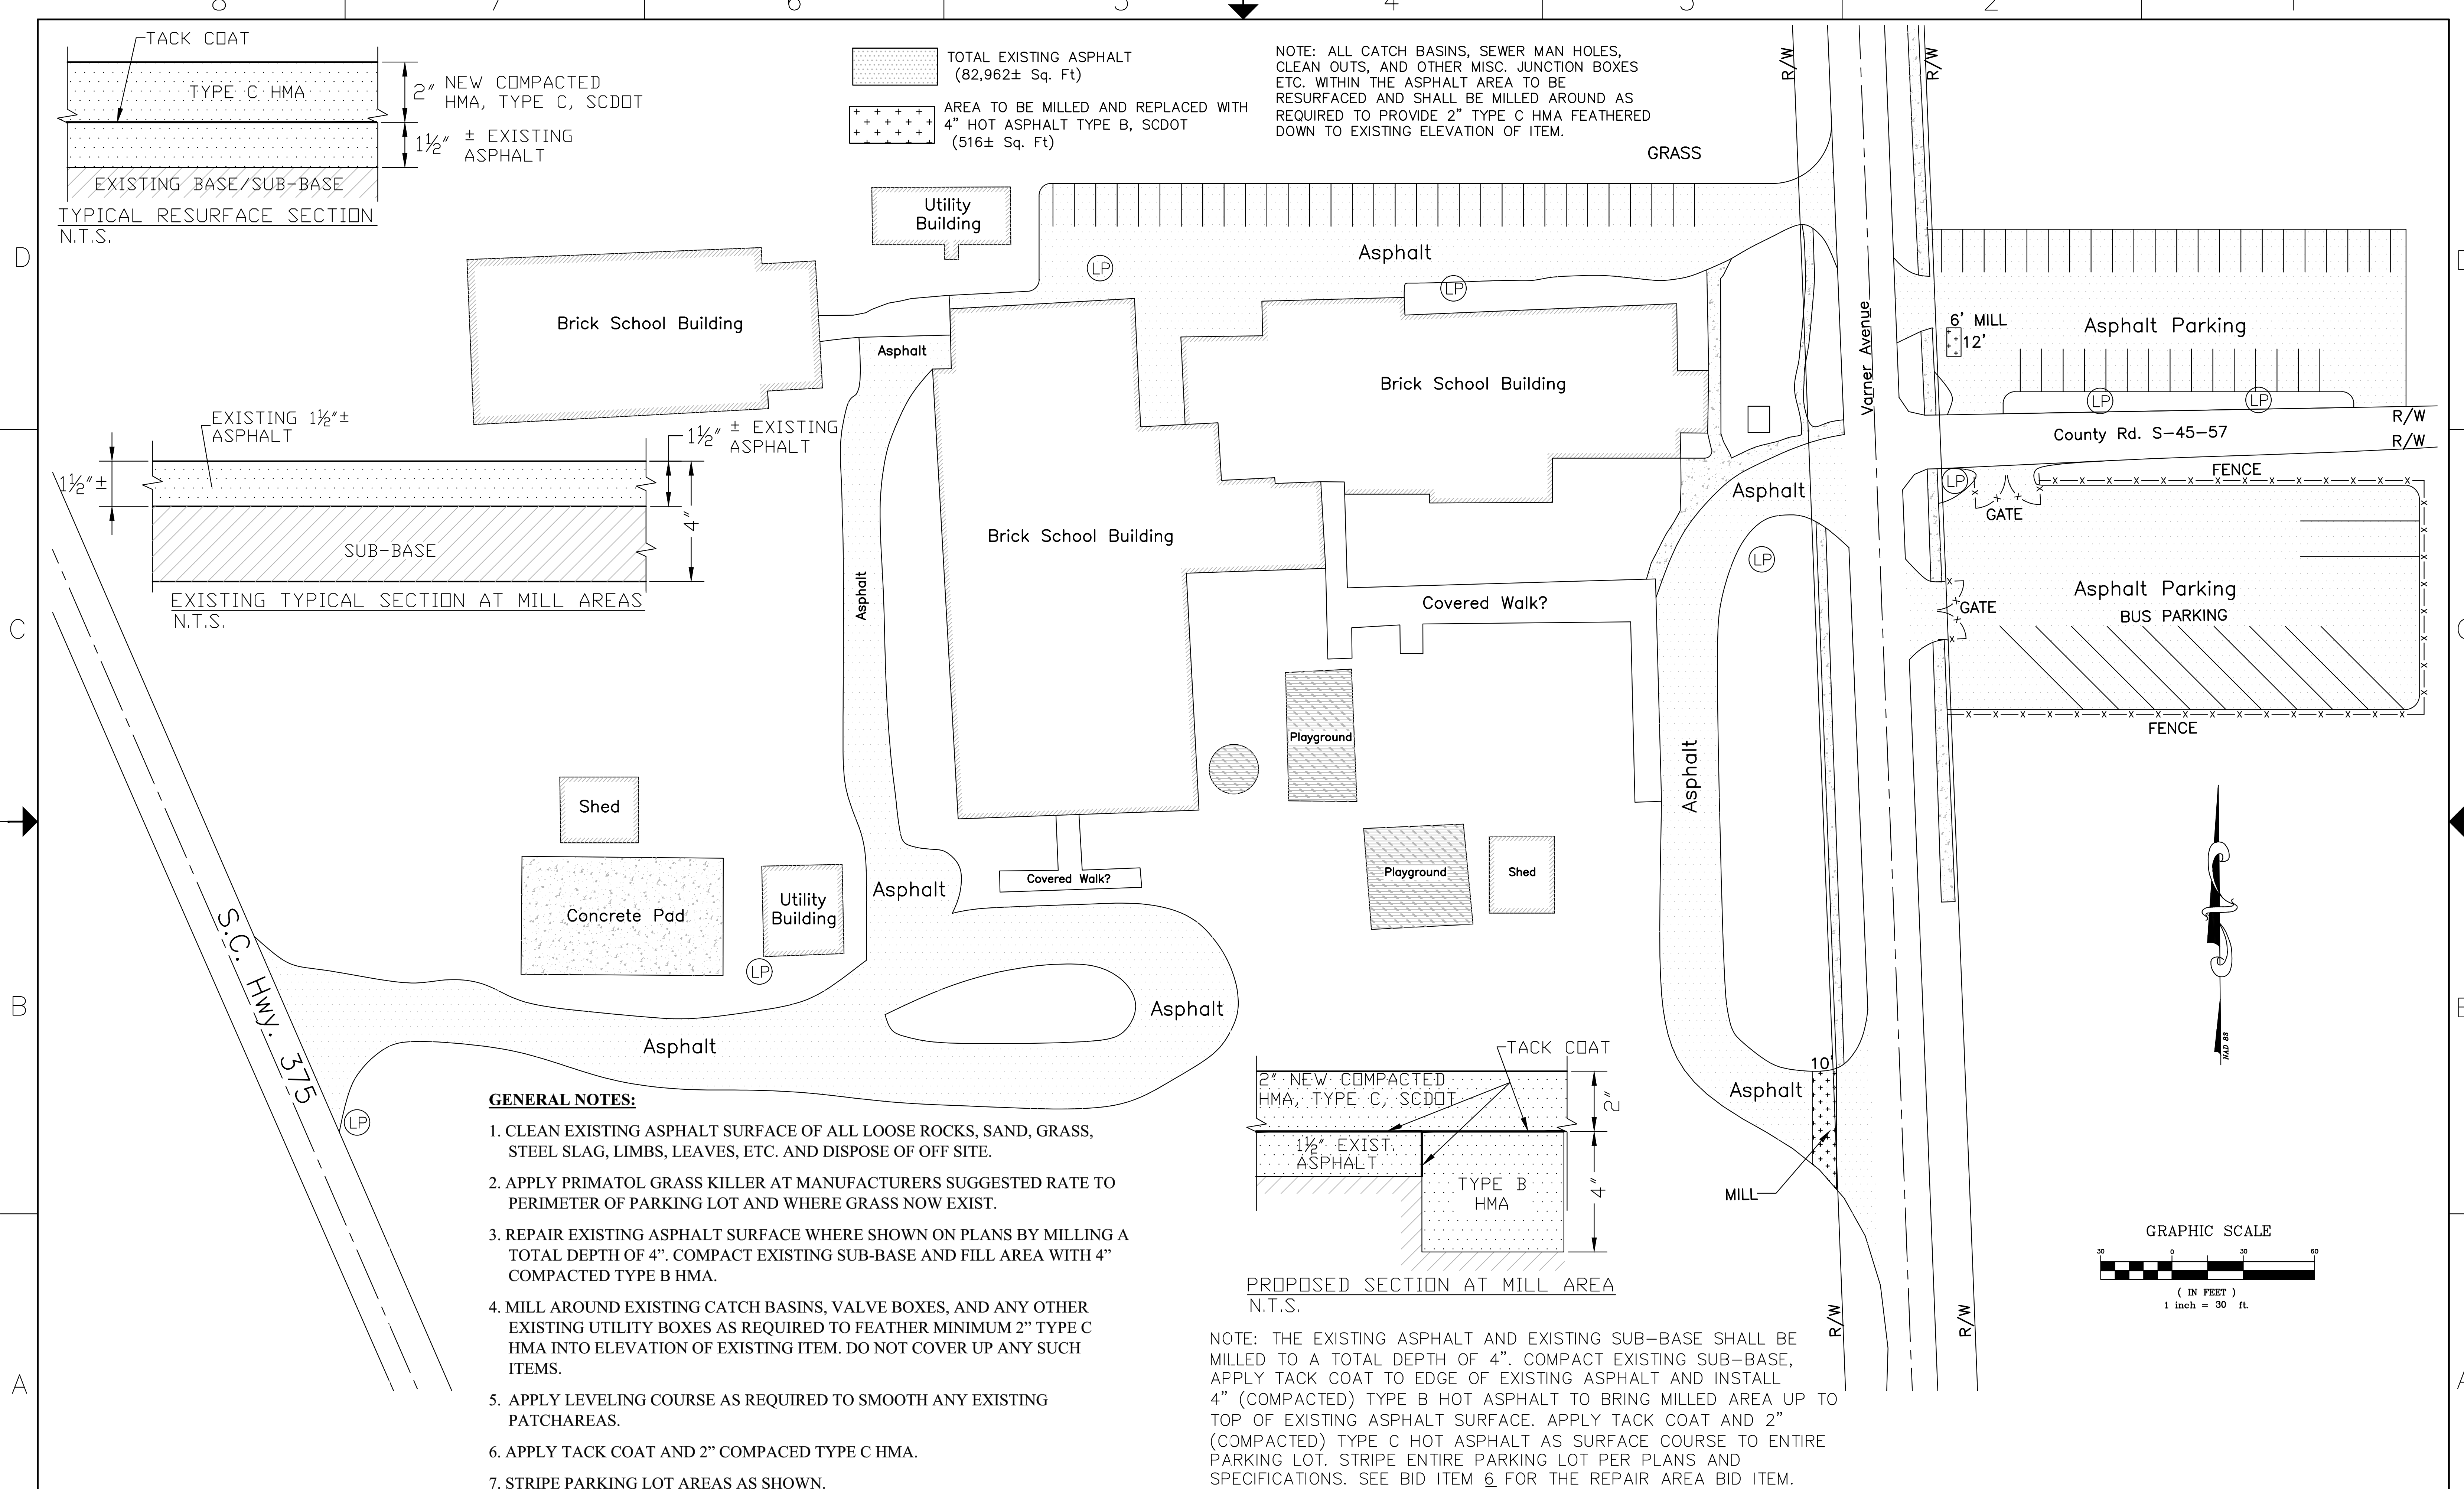 8 7 6 5 4 3 2 1
TACK COAT
TYPE C HMA
2" NEW COMPACTED
HMA, TYPE C, SCDOT
1½" ± EXISTING
ASPHALT
EXISTING BASE/SUB-BASE
TYPICAL RESURFACE SECTION
N.T.S.
TOTAL EXISTING ASPHALT
(82,962± Sq. Ft)
AREA TO BE MILLED AND REPLACED WITH
4" HOT ASPHALT TYPE B, SCDOT
(516± Sq. Ft)
NOTE: ALL CATCH BASINS, SEWER MAN HOLES,
CLEAN OUTS, AND OTHER MISC. JUNCTION BOXES
ETC. WITHIN THE ASPHALT AREA TO BE
RESURFACED AND SHALL BE MILLED AROUND AS
REQUIRED TO PROVIDE 2" TYPE C HMA FEATHERED
DOWN TO EXISTING ELEVATION OF ITEM.
GRASS
R/W
R/W
D
Utility
Building
Asphalt
LP
LP
Brick School Building
Asphalt
Brick School Building
Varner Avenue
6' MILL
12'
Asphalt Parking
LP
LP
R/W
County Rd. S-45-57
R/W
EXISTING 1½"±
ASPHALT
1½" ± EXISTING
ASPHALT
1½"±
4"
SUB-BASE
EXISTING TYPICAL SECTION AT MILL AREAS
N.T.S.
C
Asphalt
Brick School Building
Asphalt
LP
LP
FENCE
GATE
GATE
Asphalt Parking
BUS PARKING
FENCE
Covered Walk?
Playground
Asphalt
Shed
Concrete Pad
Utility
Building
LP
Asphalt
Covered Walk?
Playground
Shed
B
S.C. Hwy. 375
Asphalt
Asphalt
LP
NAD 83
10'
Asphalt
MILL
TACK COAT
2" NEW COMPACTED
HMA, TYPE C, SCDOT
2"
1½" EXIST.
ASPHALT
TYPE B
HMA
4"
PROPOSED SECTION AT MILL AREA
N.T.S.
GRAPHIC SCALE
30 0 30 60
( IN FEET )
1 inch = 30 ft.
R/W
R/W
A
GENERAL NOTES:
1. CLEAN EXISTING ASPHALT SURFACE OF ALL LOOSE ROCKS, SAND, GRASS,
STEEL SLAG, LIMBS, LEAVES, ETC. AND DISPOSE OF OFF SITE.
2. APPLY PRIMATOL GRASS KILLER AT MANUFACTURERS SUGGESTED RATE TO
PERIMETER OF PARKING LOT AND WHERE GRASS NOW EXIST.
3. REPAIR EXISTING ASPHALT SURFACE WHERE SHOWN ON PLANS BY MILLING A
TOTAL DEPTH OF 4”. COMPACT EXISTING SUB-BASE AND FILL AREA WITH 4”
COMPACTED TYPE B HMA.
4. MILL AROUND EXISTING CATCH BASINS, VALVE BOXES, AND ANY OTHER
EXISTING UTILITY BOXES AS REQUIRED TO FEATHER MINIMUM 2” TYPE C
HMA INTO ELEVATION OF EXISTING ITEM. DO NOT COVER UP ANY SUCH
ITEMS.
5. APPLY LEVELING COURSE AS REQUIRED TO SMOOTH ANY EXISTING
PATCHAREAS.
6. APPLY TACK COAT AND 2” COMPACED TYPE C HMA.
7. STRIPE PARKING LOT AREAS AS SHOWN.
NOTE: THE EXISTING ASPHALT AND EXISTING SUB-BASE SHALL BE
MILLED TO A TOTAL DEPTH OF 4". COMPACT EXISTING SUB-BASE,
APPLY TACK COAT TO EDGE OF EXISTING ASPHALT AND INSTALL
4" (COMPACTED) TYPE B HOT ASPHALT TO BRING MILLED AREA UP TO
TOP OF EXISTING ASPHALT SURFACE. APPLY TACK COAT AND 2"
(COMPACTED) TYPE C HOT ASPHALT AS SURFACE COURSE TO ENTIRE
PARKING LOT. STRIPE ENTIRE PARKING LOT PER PLANS AND
SPECIFICATIONS. SEE BID ITEM 6 FOR THE REPAIR AREA BID ITEM.